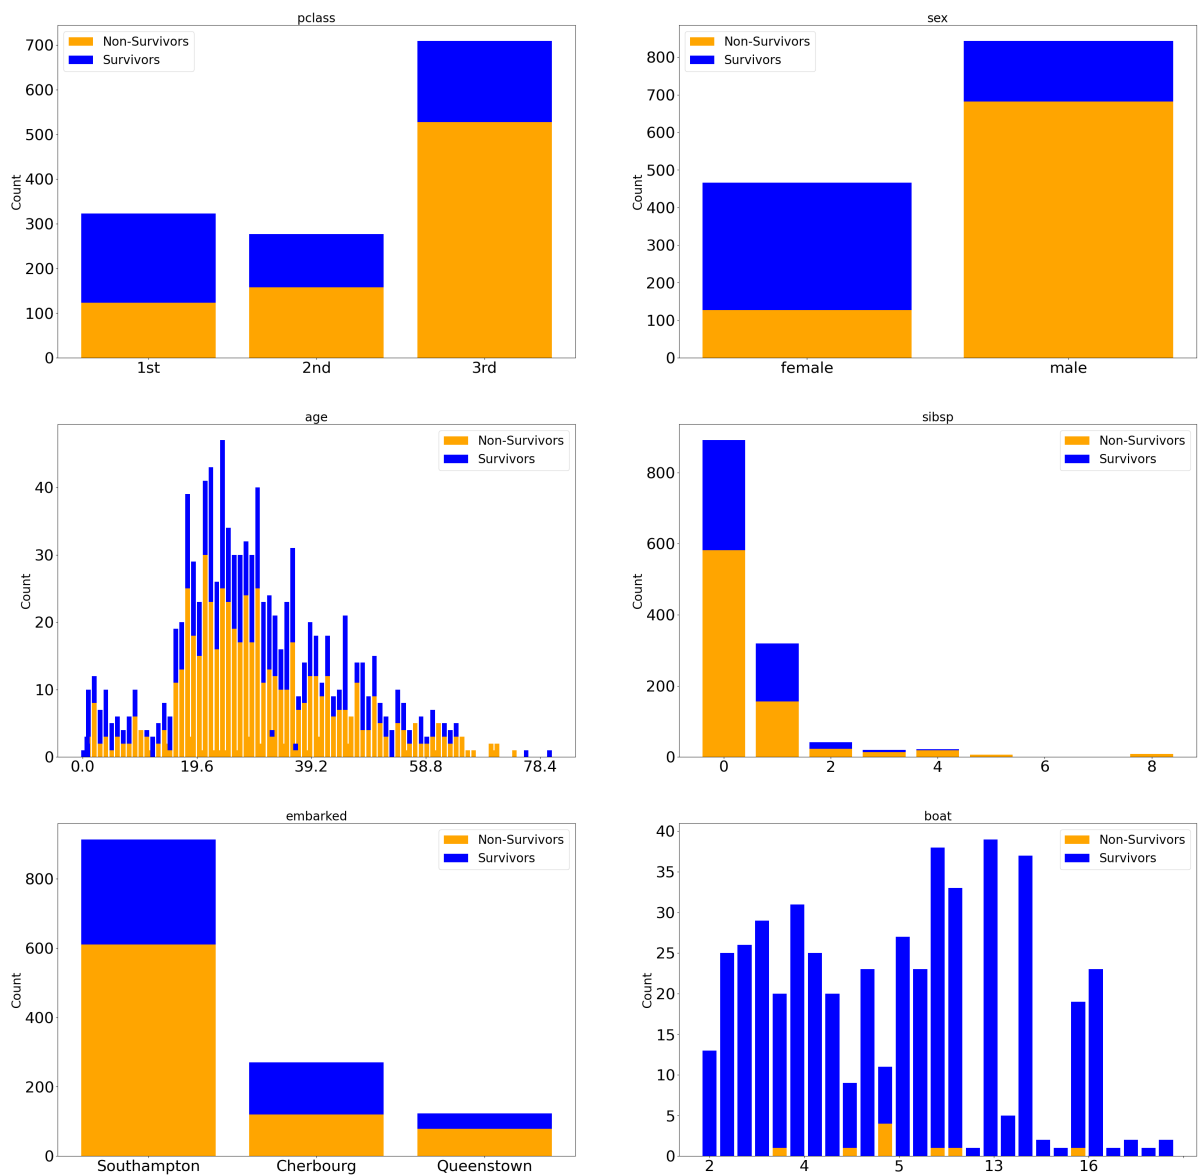 pclass
Non-Survivors
Survivors
Count
700
600
500
400
300
200
100
0
1st 2nd 3rd
sex
Non-Survivors
Survivors
Count
800
700
600
500
400
300
200
100
0
female male
age
Non-Survivors
Survivors
Count
40
30
20
10
0
0.0 19.6 39.2 58.8 78.4
sibsp
Non-Survivors
Survivors
Count
800
600
400
200
0
0 2 4 6 8
embarked
Non-Survivors
Survivors
Count
800
600
400
200
0
Southampton Cherbourg Queenstown
boat
Non-Survivors
Survivors
Count
40
35
30
25
20
15
10
5
0
2 4 5 13 16